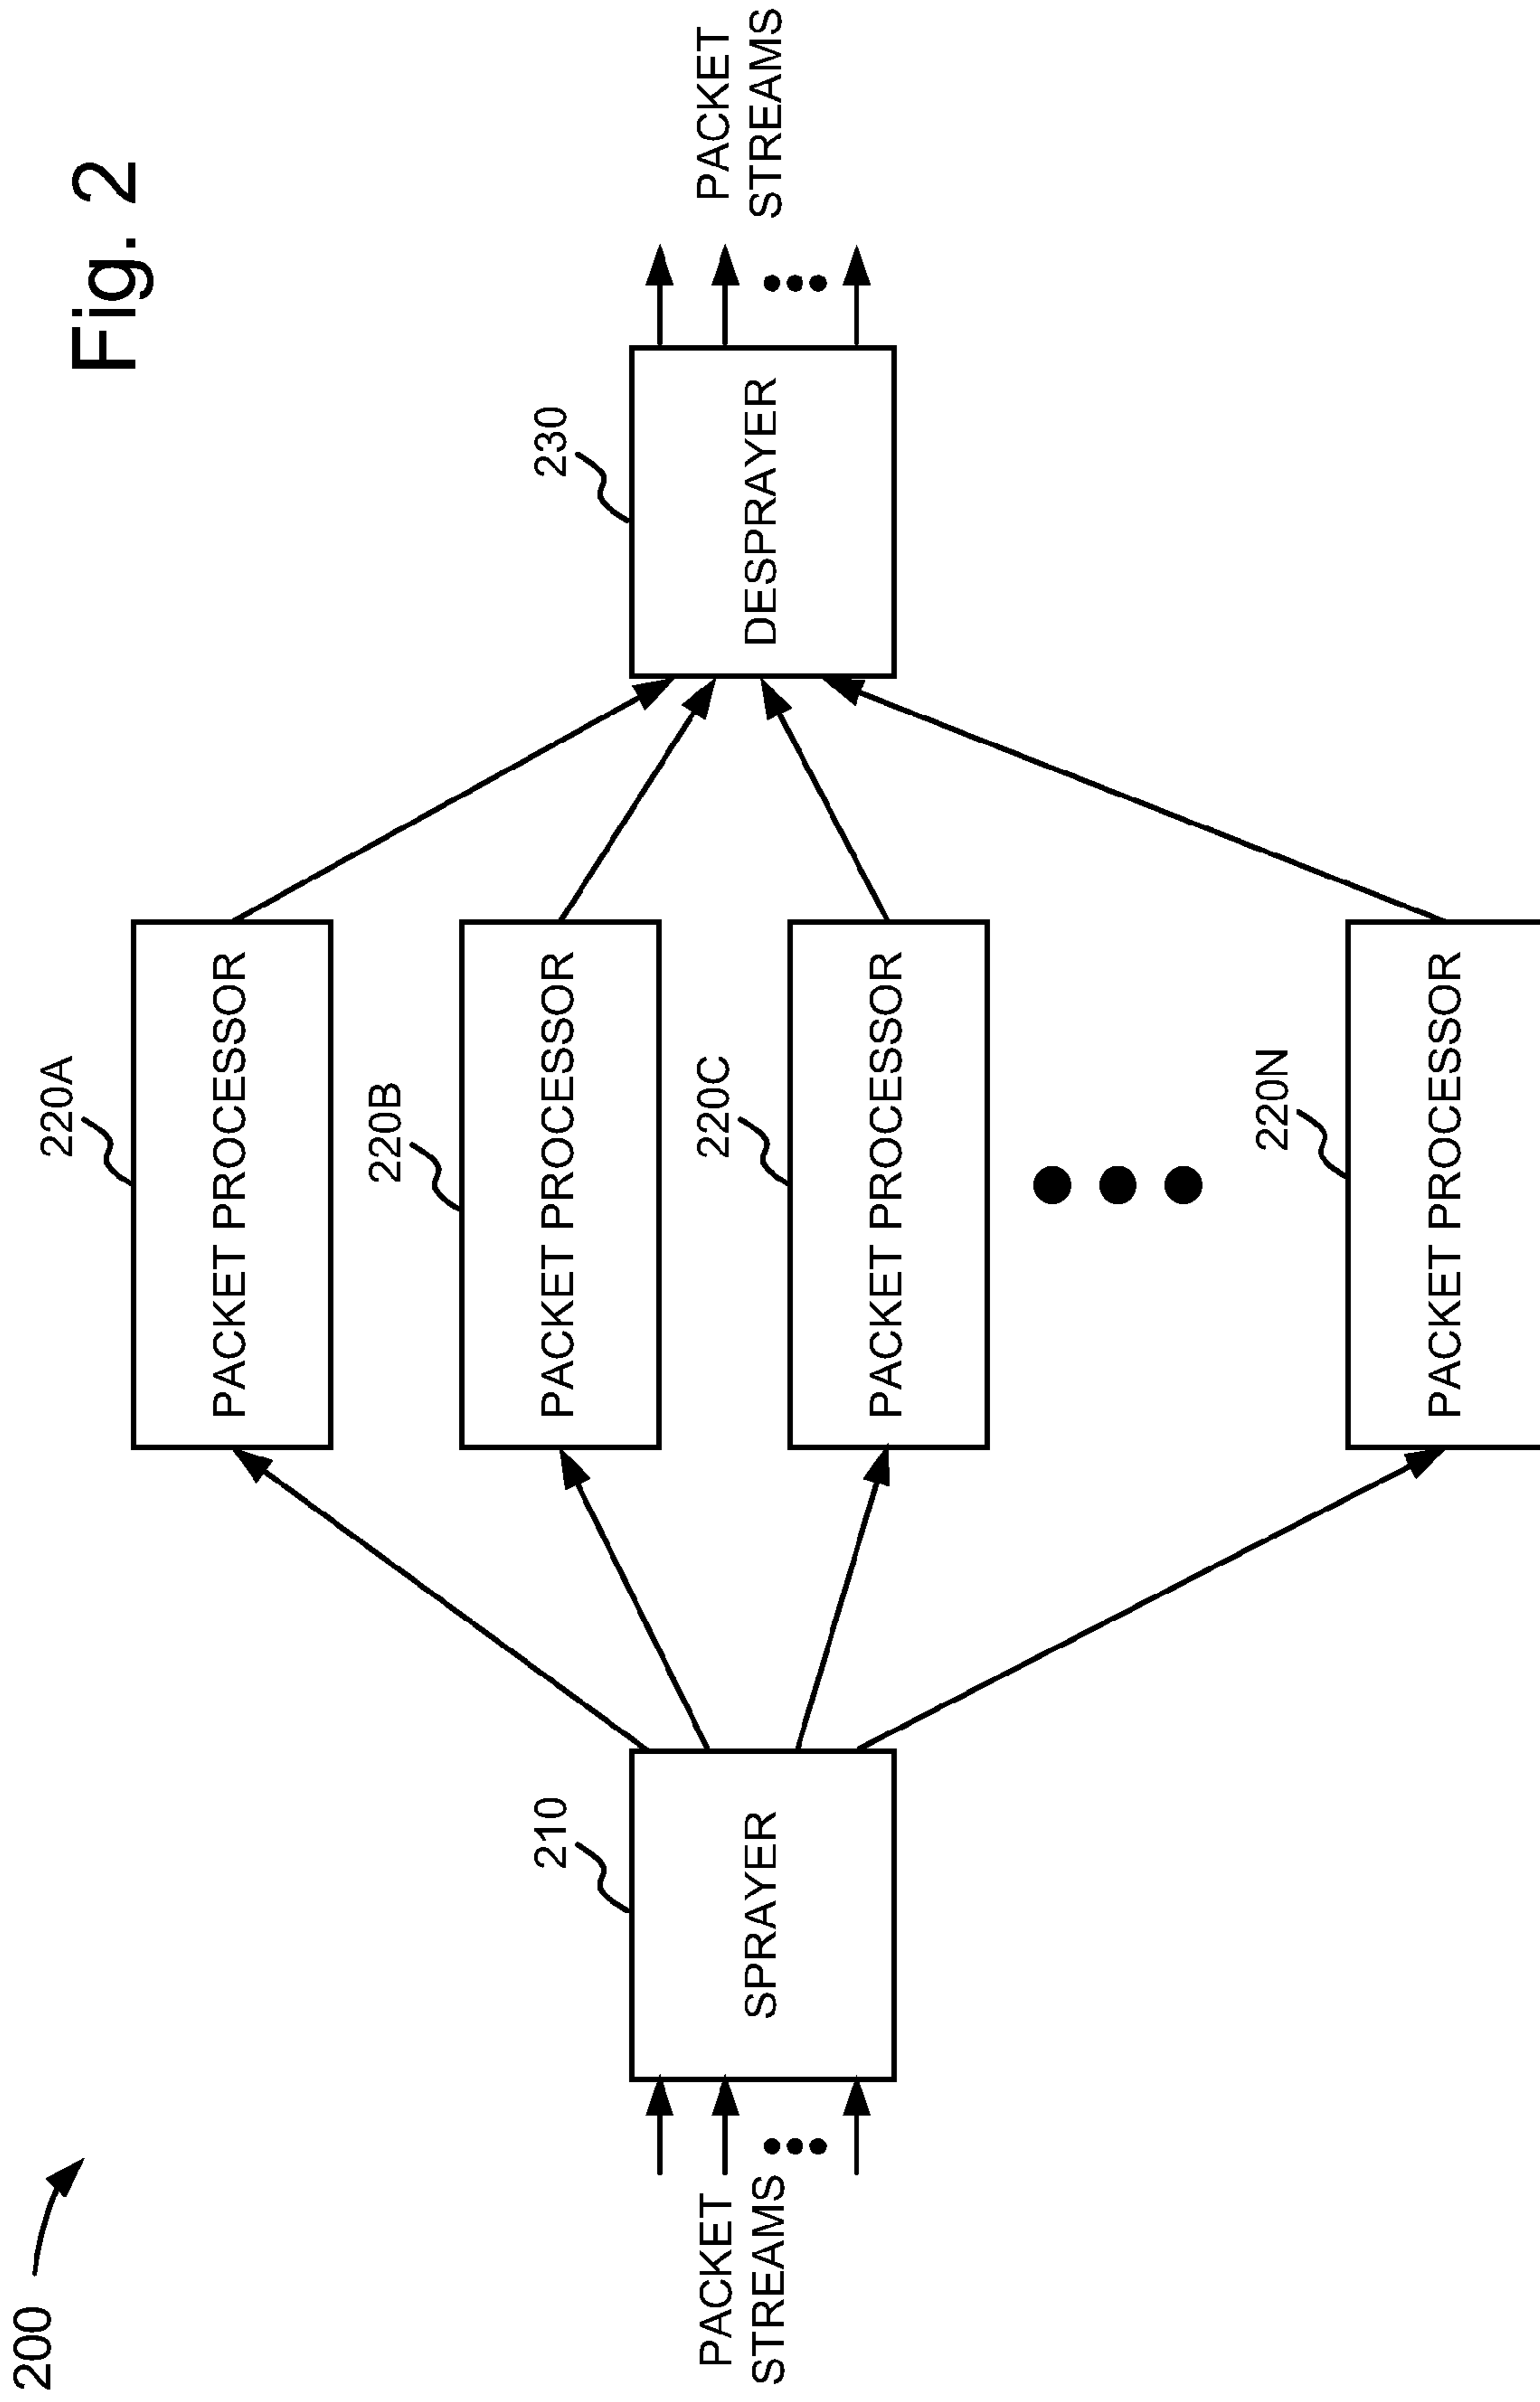 Fig. 2
200
PACKET
STREAMS
210
SPRAYER
220A
PACKET PROCESSOR
220B
PACKET PROCESSOR
220C
PACKET PROCESSOR
220N
PACKET PROCESSOR
230
DESPRAYER
PACKET
STREAMS